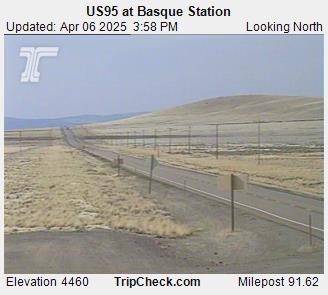 US95 at Basque Station
Updated: Apr 06 2025 3:58 PM Looking North
Elevation 4460 TripCheck.com Milepost 91.62